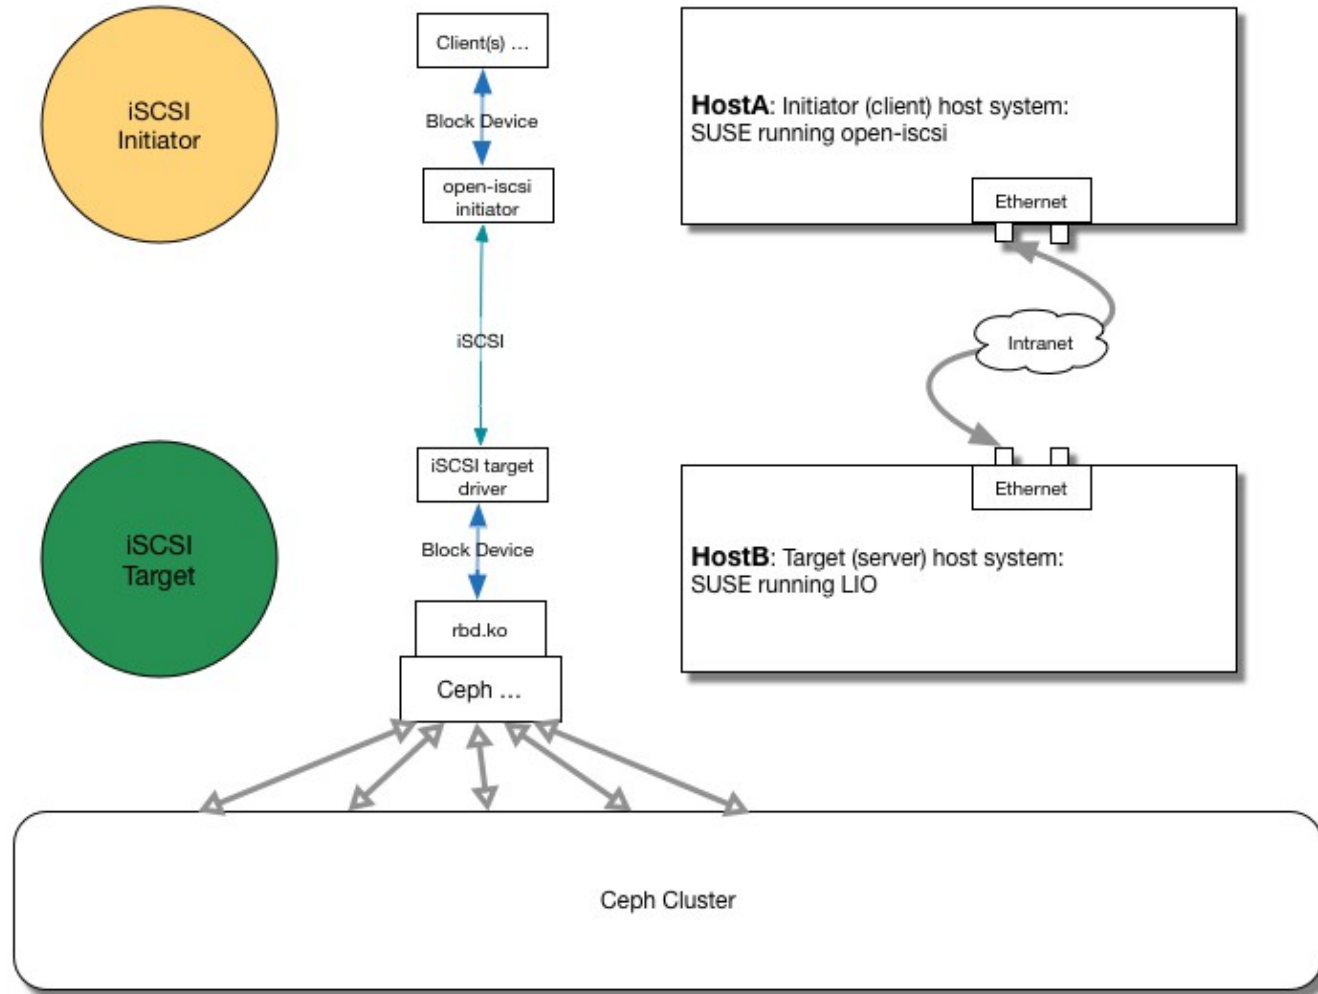 iSCSI
Initiator
Client(s) ...
Block Device
open-iscsi
initiator
HostA: Initiator (client) host system:
SUSE running open-iscsi
Ethernet
iSCSI
Intranet
iSCSI
Target
iSCSI target
driver
Block Device
rbd.ko
Ceph ...
Ethernet
HostB: Target (server) host system:
SUSE running LIO
Ceph Cluster